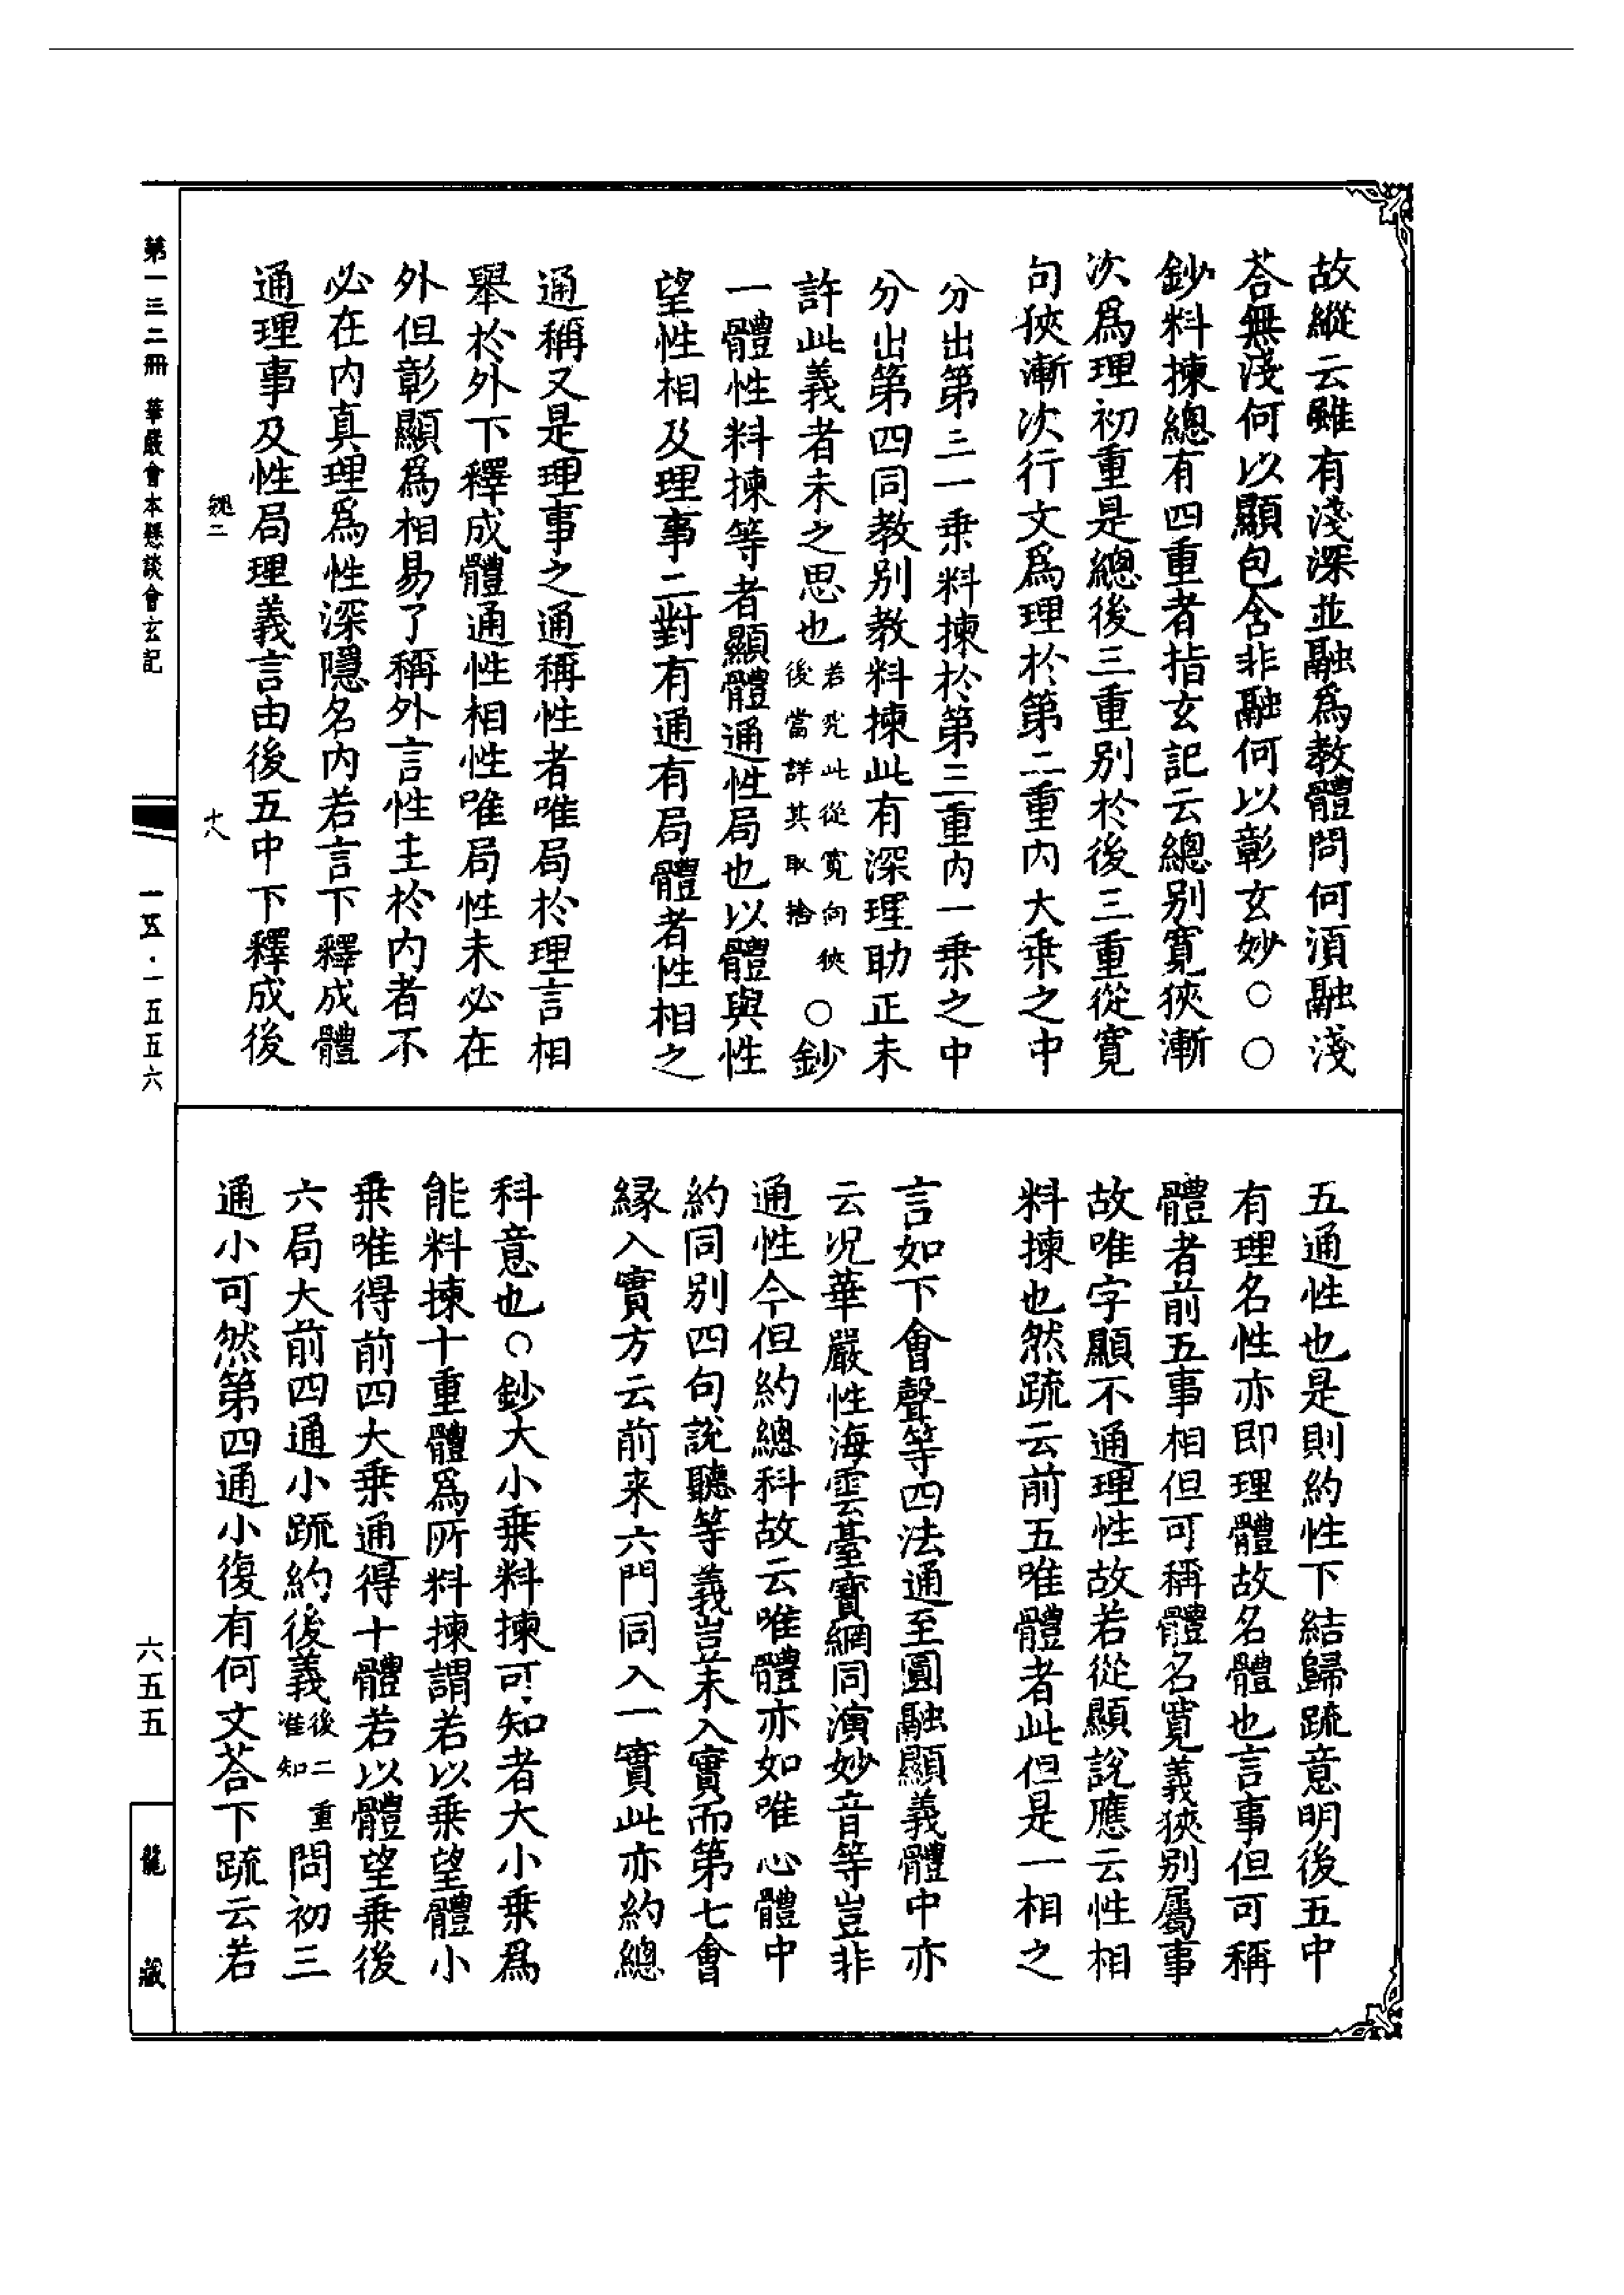 故縱云雖有淺深並融爲教體問何須融淺
荅無淺何以顯包含非融何以彰玄妙○○
鈔料揀總有四重者指玄記云總別寬狹漸
次爲理初重是總後三重別於後三重從寬
句狹漸次行文爲理於第二重內大乗之中
分出第三一乗料揀於第三重內一乗之中
分出第四同教別教料揀此有深理助正未
許此義者未之思也若究此從寬向狹後當詳其取捨○鈔
一體性料揀等者顯體通性局也以體與性
望性相及理事二對有通有局體者性相之
通稱又是理事之通稱性者唯局於理言相
舉於外下釋成體通性相性唯局性未必在
外但彰顯爲相易了稱外言性主於內者不
必在內真理爲性深隱名內若言下釋成體
通理事及性局理義言由後五中下釋成後
五通性也是則約性下結歸䟽意明後五中
有理名性亦即理體故名體也言事但可稱
體者前五事相但可稱體名寬義狹別屬事
故唯字顯不通理性故若從顯說應云性相
料揀也然䟽云前五唯體者此但是一相之
言如下會聲等四法通至圓融顯義體中亦
云况華嚴性海雲臺寶網同演妙音等豈非
通性今但約總科故云唯體亦如唯心體中
約同別四句說聽等義豈未入實而第七會
緣入實方云前来六門同入一實此亦約總
科意也○鈔大小乗料揀可知者大小乗爲
能料揀十重體爲所料揀謂若以乗望體小
乗唯得前四大乗通得十體若以體望乗後
六局大前四通小䟽約後義後二重准知問初三
通小可然第四通小復有何文荅下䟽云若
魏二
十八
第一三二冊 華嚴會本懸談會玄記
一五·一五五六
六五五
龍藏